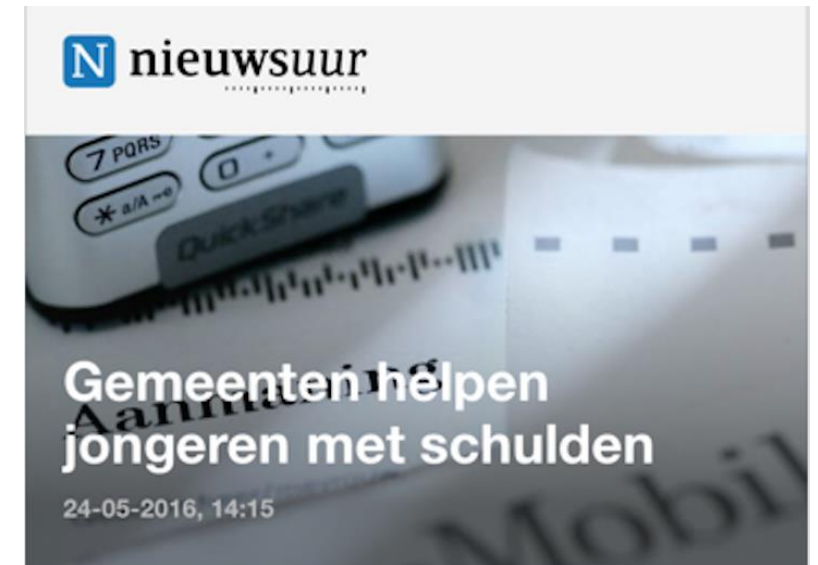 N nieuwsuur
7 PQRS
0 +
* a/A
QuickShare
Aanmaning
Gemeenten helpen
jongeren met schulden
24-05-2016, 14:15
Mobil